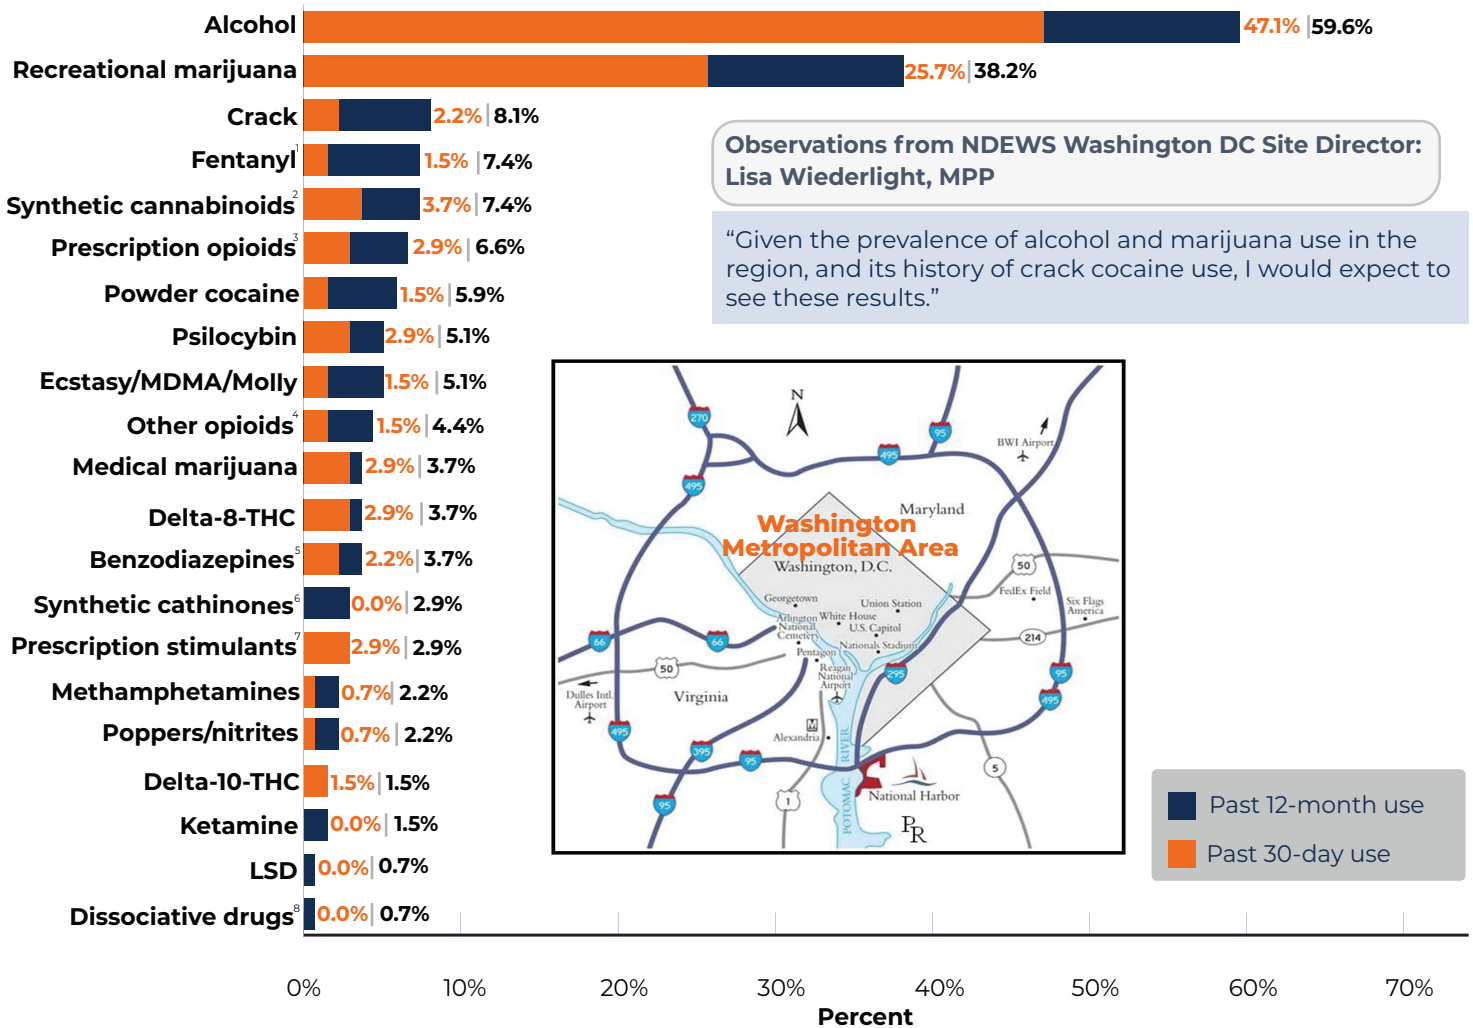 Alcohol 47.1% | 59.6%
Recreational marijuana 25.7% | 38.2%
Crack 2.2% | 8.1%
Fentanyl¹ 1.5% | 7.4%
Synthetic cannabinoids² 3.7% | 7.4%
Prescription opioids³ 2.9% | 6.6%
Powder cocaine 1.5% | 5.9%
Psilocybin 2.9% | 5.1%
Ecstasy/MDMA/Molly 1.5% | 5.1%
Other opioids⁴ 1.5% | 4.4%
Medical marijuana 2.9% | 3.7%
Delta-8-THC 2.9% | 3.7%
Benzodiazepines⁵ 2.2% | 3.7%
Synthetic cathinones⁶ 0.0% | 2.9%
Prescription stimulants⁷ 2.9% | 2.9%
Methamphetamines 0.7% | 2.2%
Poppers/nitrites 0.7% | 2.2%
Delta-10-THC 1.5% | 1.5%
Ketamine 0.0% | 1.5%
LSD 0.0% | 0.7%
Dissociative drugs⁸ 0.0% | 0.7%
0% 10% 20% 30% 40% 50% 60% 70%
Percent
Observations from NDEWS Washington DC Site Director:
Lisa Wiederlight, MPP
“Given the prevalence of alcohol and marijuana use in the
region, and its history of crack cocaine use, I would expect to
see these results.”
N
270
95
BWI Airport
495
495
Maryland
Washington
Metropolitan Area
Washington, D.C.
50
FedEx Field
Six Flags
America
Georgetown
Union Station
Arlington
National
Cemetery
White House
U.S. Capitol
214
66
66
Nationals Stadium
Pentagon
50
Reagan
National
Airport
295
95
495
Dulles Intl.
Airport
Virginia
495
395
M
Alexandria
95
POTOMAC RIVER
5
National Harbor
95
1
PR
Past 12-month use
Past 30-day use